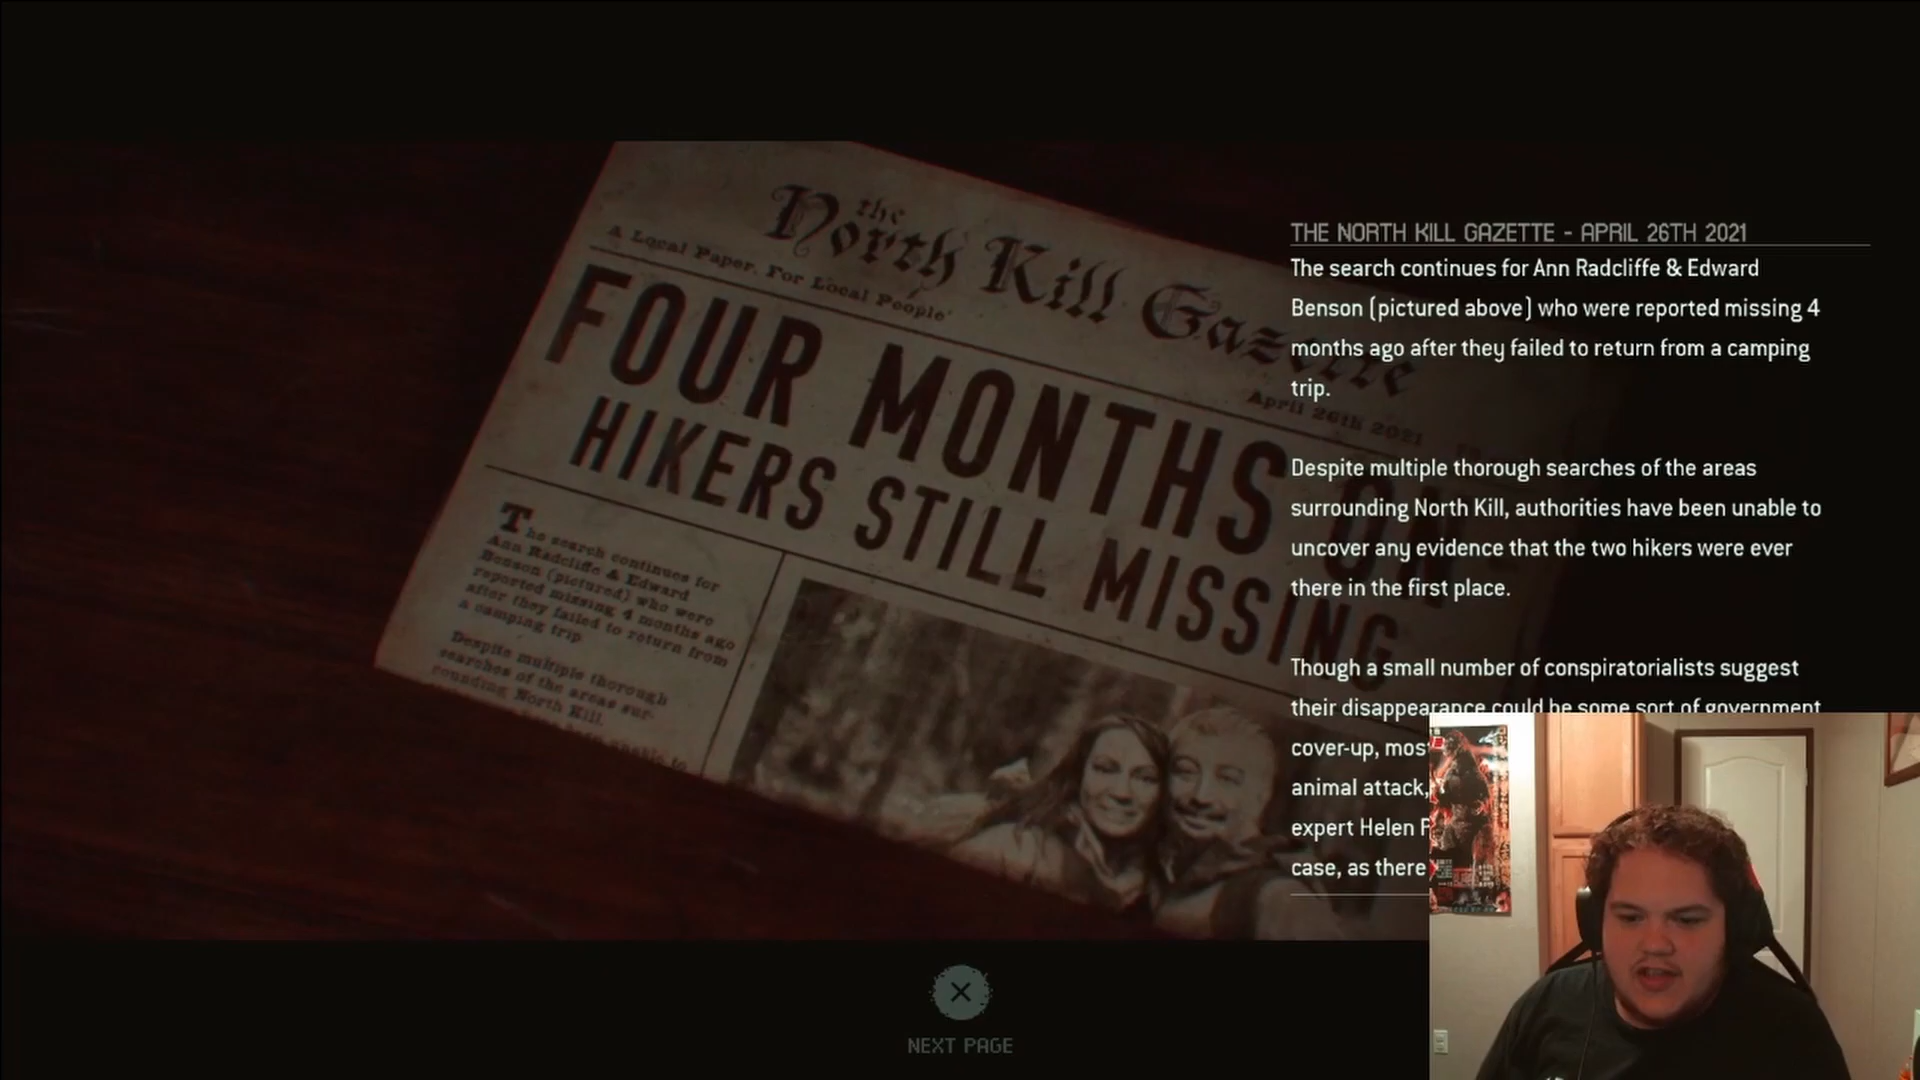 the
North Kill Gazette
A Local Paper, For Local People'
April 26th 2021
FOUR MONTHS ON
HIKERS STILL MISSING
The search continues for
Ann Radcliffe & Edward
Benson (pictured) who were
reported missing 4 months ago
after they failed to return from
a camping trip
Despite multiple thorough
searches of the areas sur-
rounding North Kill,
been unable to
THE NORTH KILL GAZETTE - APRIL 26TH 2021
The search continues for Ann Radcliffe & Edward
Benson (pictured above) who were reported missing 4
months ago after they failed to return from a camping
trip.
Despite multiple thorough searches of the areas
surrounding North Kill, authorities have been unable to
uncover any evidence that the two hikers were ever
there in the first place.
Though a small number of conspiratorialists suggest
their disappearance could be some sort of government
cover-up,
animal attack,
expert Helen
case, as there
NEXT PAGE